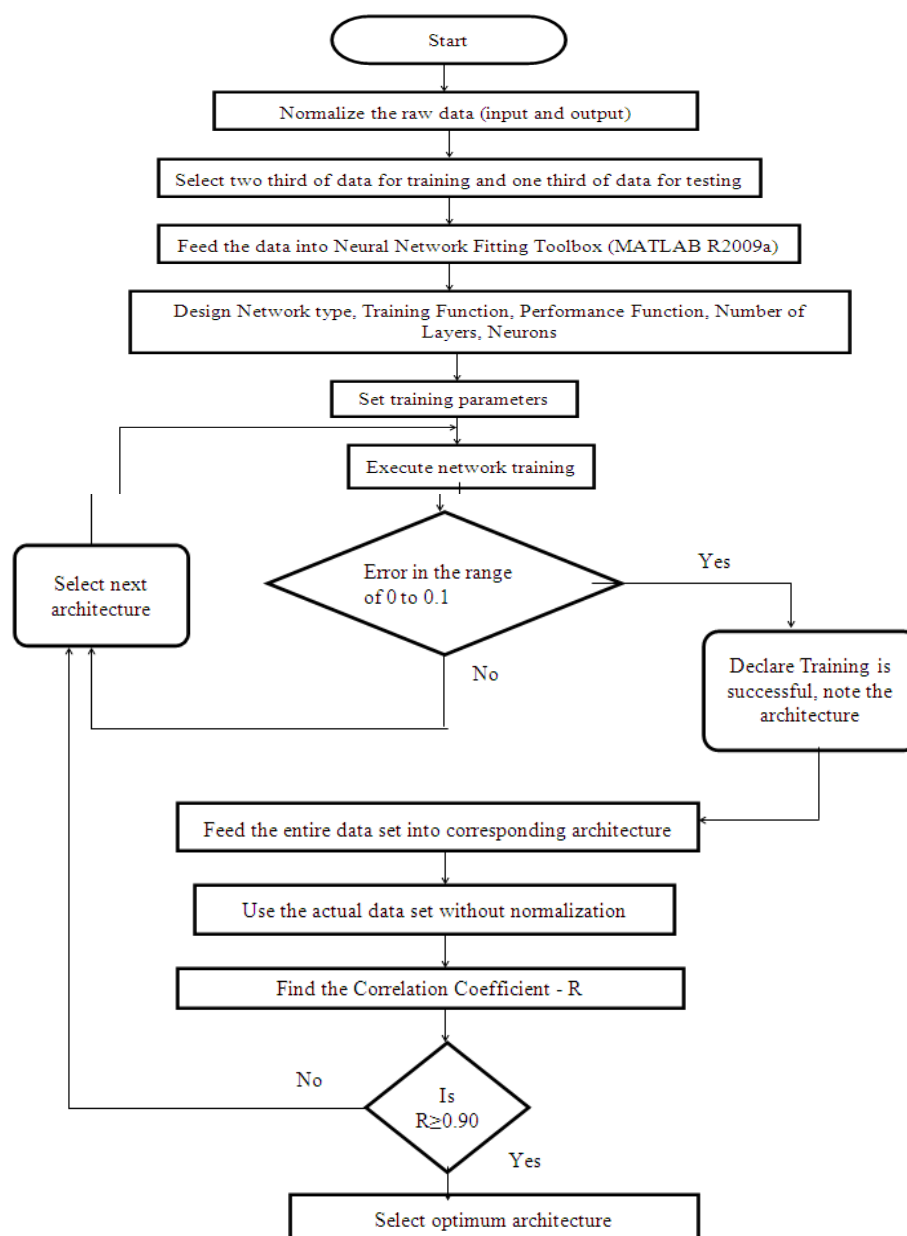 Start
Normalize the raw data (input and output)
Select two third of data for training and one third of data for testing
Feed the data into Neural Network Fitting Toolbox (MATLAB R2009a)
Design Network type, Training Function, Performance Function, Number of
Layers, Neurons
Set training parameters
Execute network training
Error in the range
of 0 to 0.1
Yes
No
Select next
architecture
Declare Training is
successful, note the
architecture
Feed the entire data set into corresponding architecture
Use the actual data set without normalization
Find the Correlation Coefficient - R
Is
R≥0.90
No
Yes
Select optimum architecture